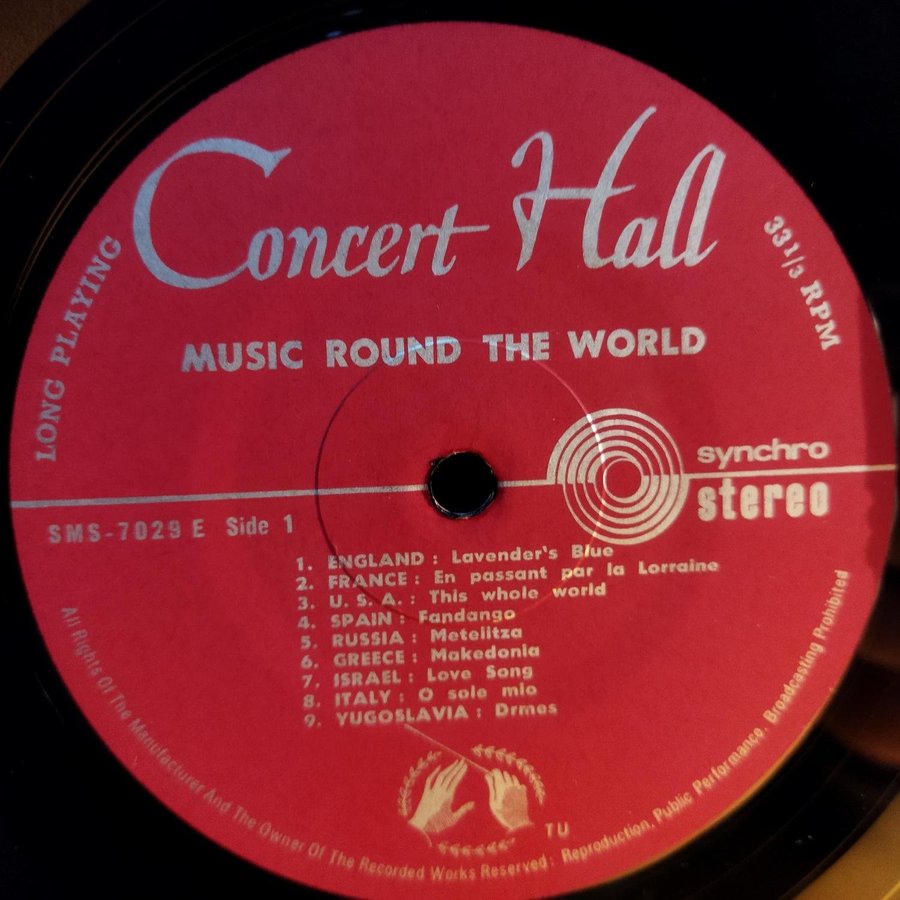 Concert Hall
LONG PLAYING
33 1/3 RPM
MUSIC ROUND THE WORLD
synchro
stereo
SMS-7029 E Side 1
1. ENGLAND : Lavender's Blue
2. FRANCE : En passant par la Lorraine
3. U. S. A. : This whole world
4. SPAIN : Fandango
5. RUSSIA : Metelitza
6. GREECE : Makedonia
7. ISRAEL : Love Song
8. ITALY : O sole mio
9. YUGOSLAVIA : Drmes
TU
All Rights Of The Manufacturer And The Owner Of The Recorded Works Reserved : Reproduction, Public Performance, Broadcasting Prohibited